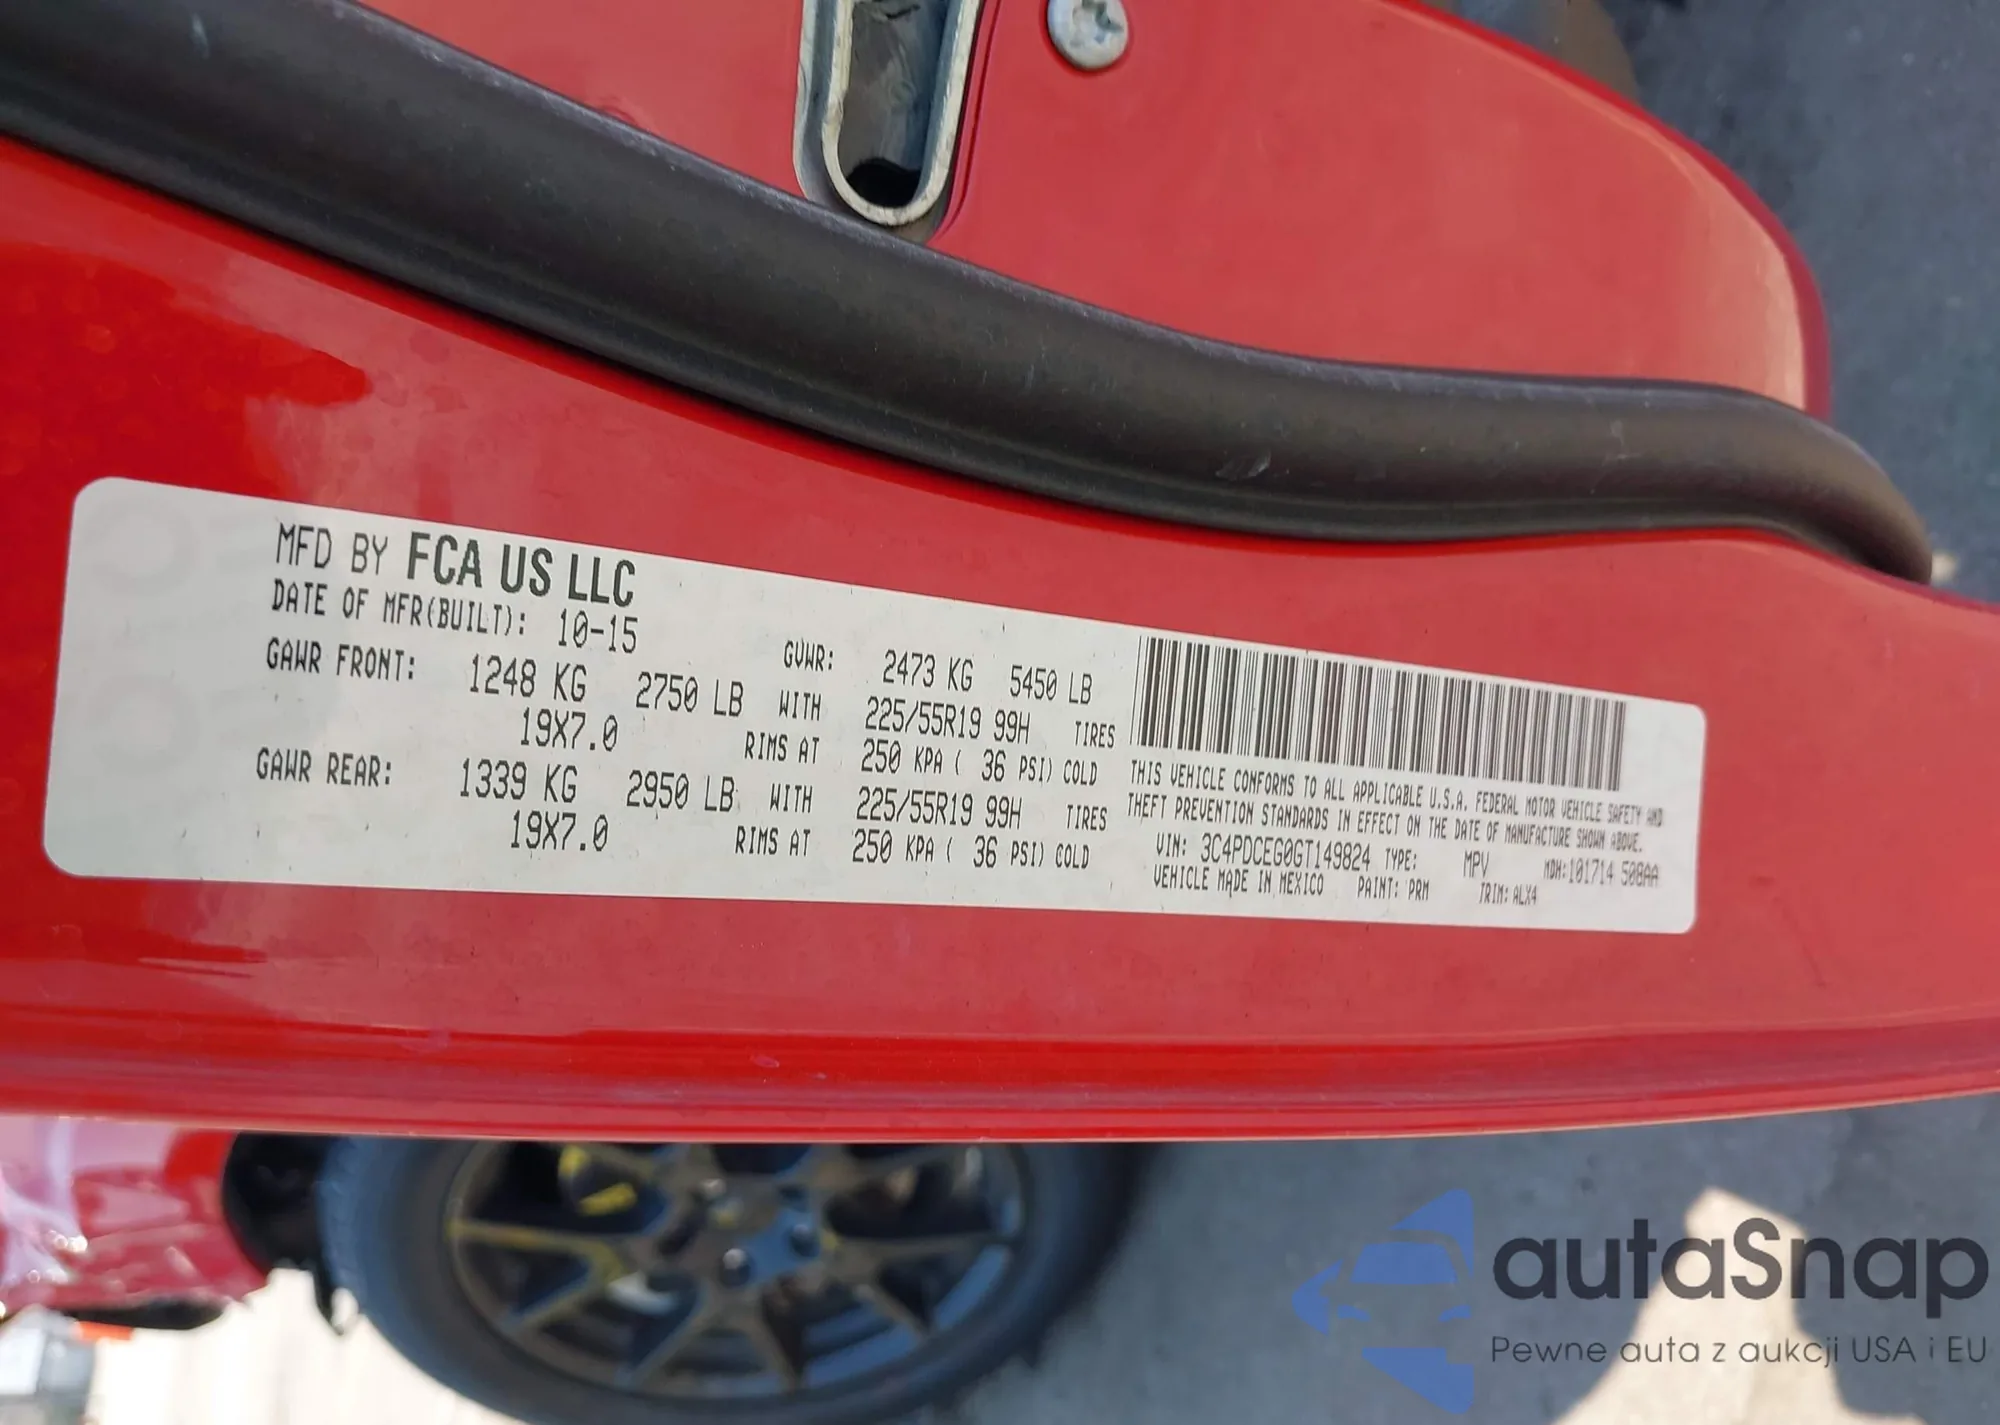 MFD BY FCA US LLC
DATE OF MFR(BUILT): 10-15 GVWR: 2473 KG 5450 LB
GAWR FRONT: 1248 KG 2750 LB WITH 225/55R19 99H TIRES
19X7.0 RIMS AT 250 KPA ( 36 PSI) COLD
GAWR REAR: 1339 KG 2950 LB WITH 225/55R19 99H TIRES
19X7.0 RIMS AT 250 KPA ( 36 PSI) COLD
THIS VEHICLE CONFORMS TO ALL APPLICABLE U.S.A. FEDERAL MOTOR VEHICLE SAFETY AND
THEFT PREVENTION STANDARDS IN EFFECT ON THE DATE OF MANUFACTURE SHOWN ABOVE.
VIN: 3C4PDCEG0GT149824 TYPE: MPV MDH:101714 508AA
VEHICLE MADE IN MEXICO PAINT: PRM TRIM: ALX4
autaSnap
Pewne auta z aukcji USA i EU